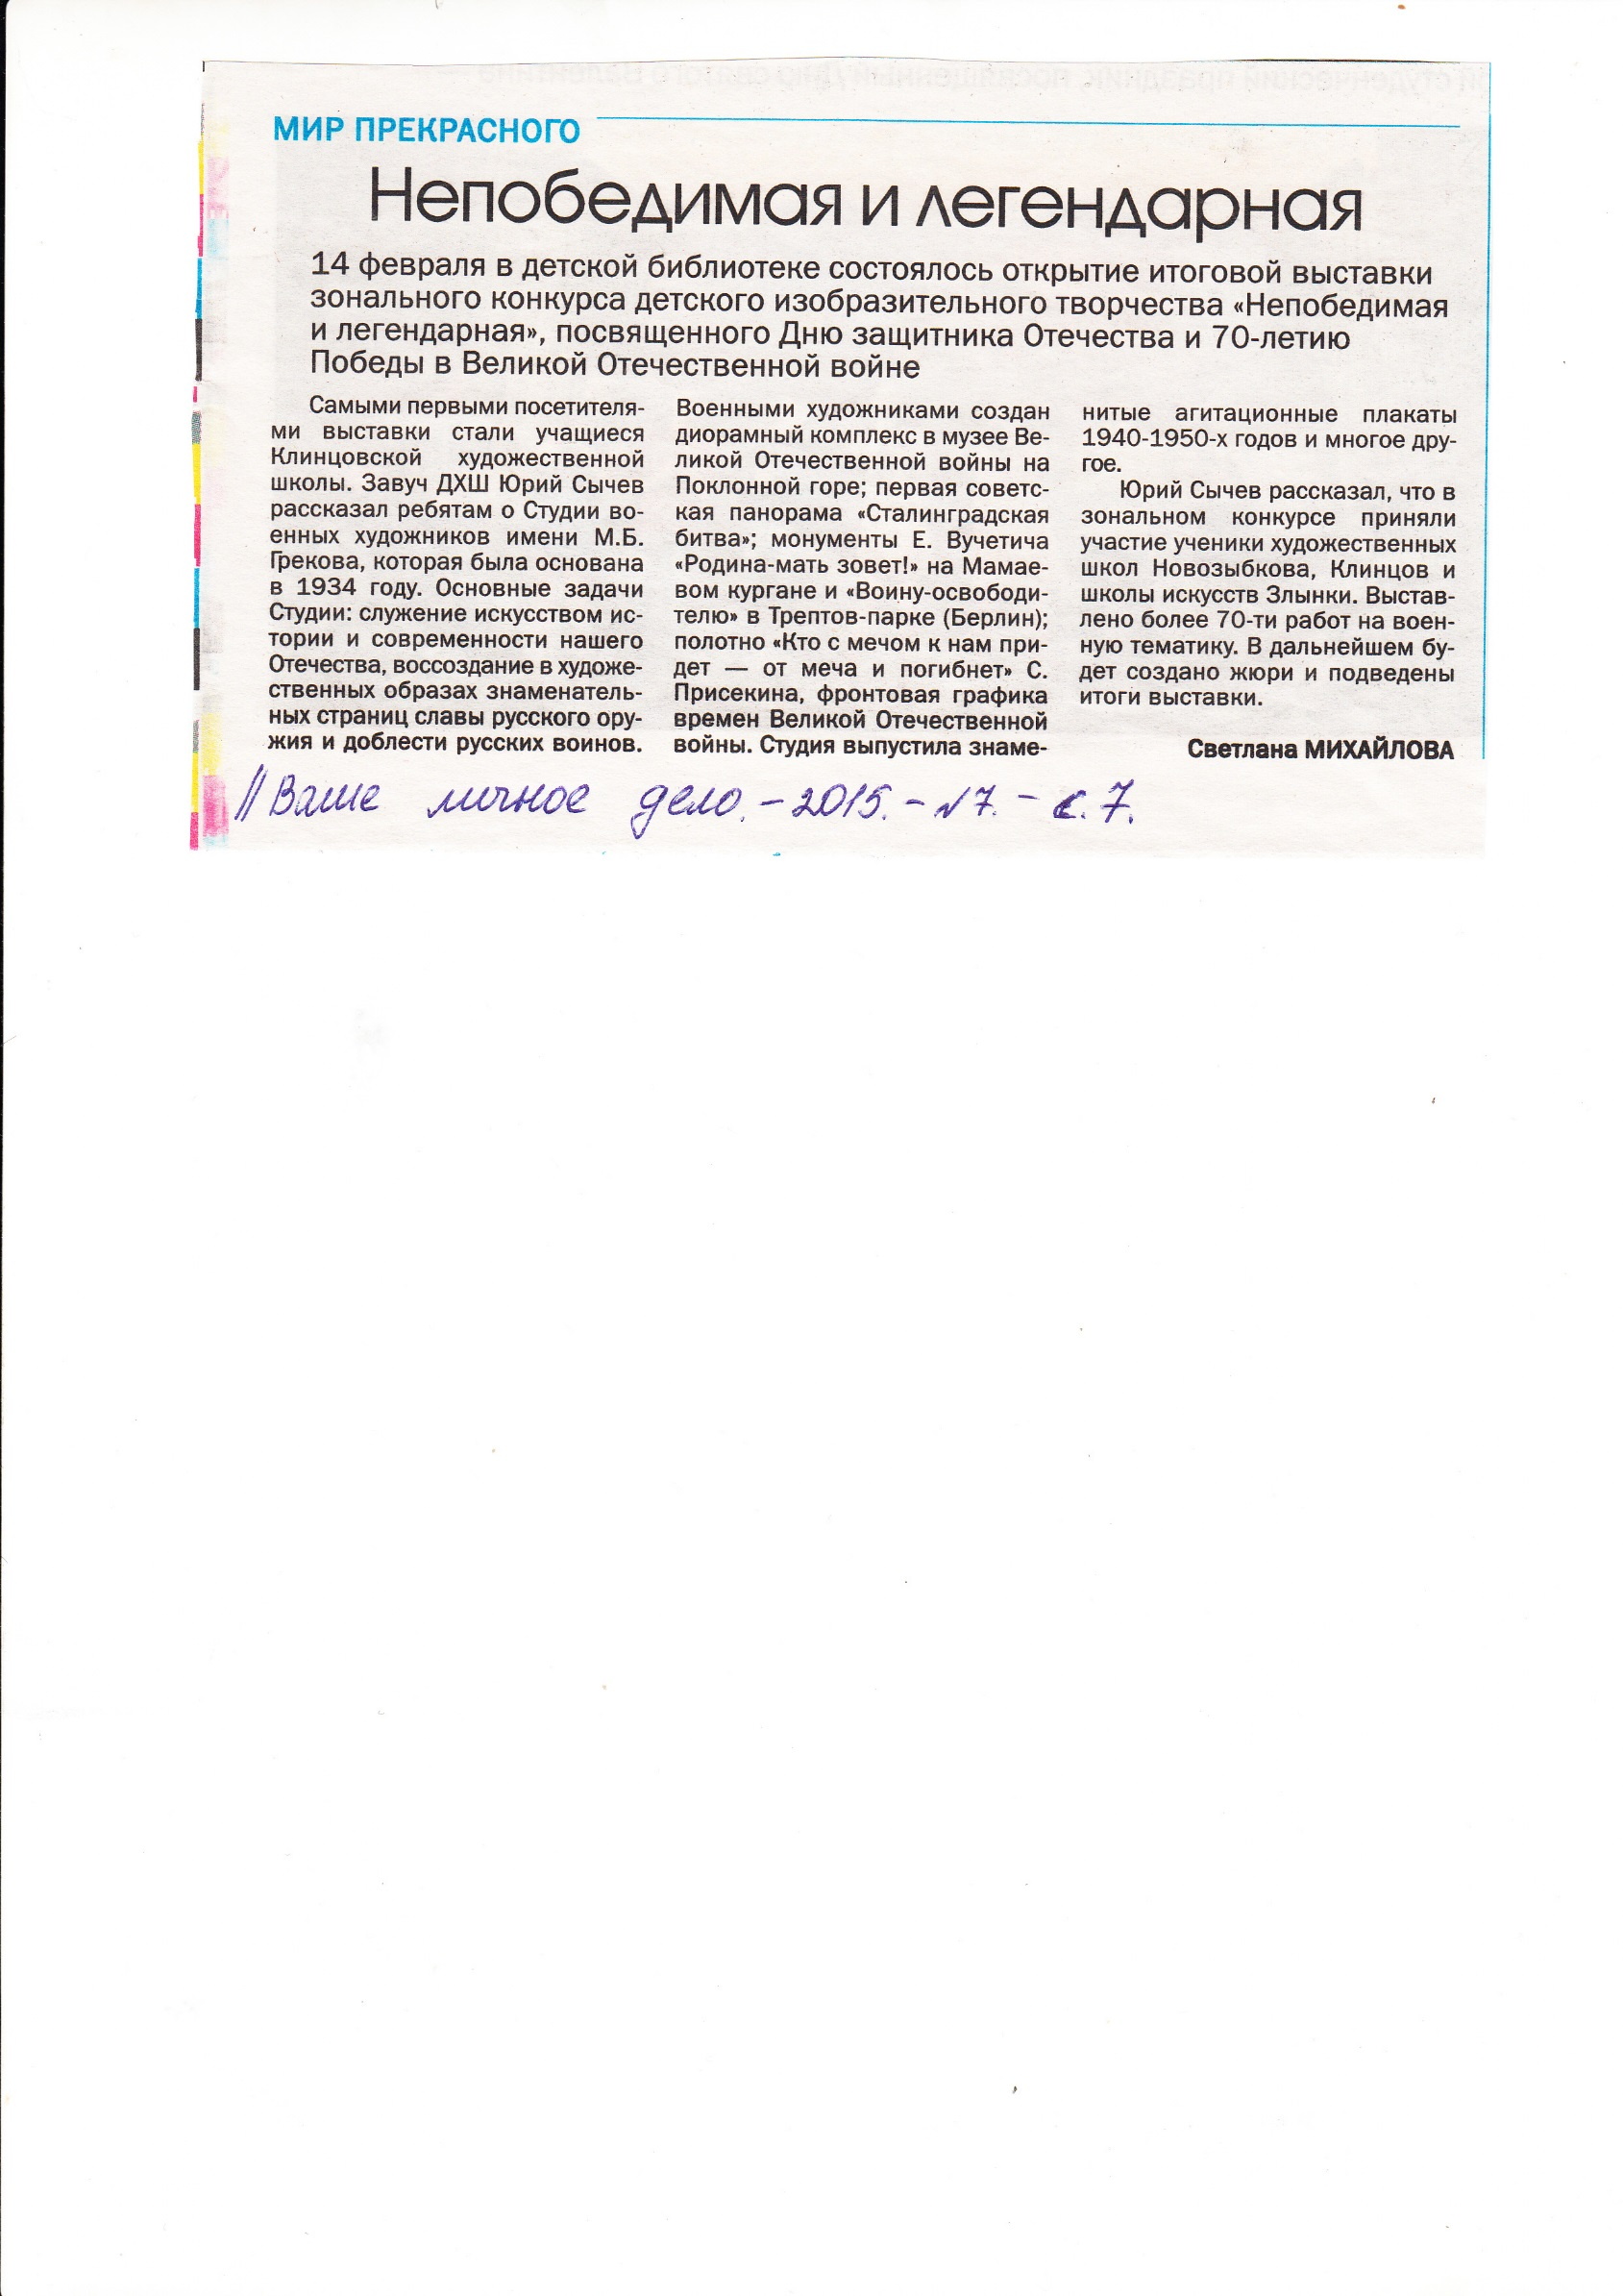 МИР ПРЕКРАСНОГО
Непобедимая и легендарная
14 февраля в детской библиотеке состоялось открытие итоговой выставки
зонального конкурса детского изобразительного творчества «Непобедимая
и легендарная», посвященного Дню защитника Отечества и 70-летию
Победы в Великой Отечественной войне
Самыми первыми посетителя-
ми выставки стали учащиеся
Клинцовской художественной
школы. Завуч ДХШ Юрий Сычев
рассказал ребятам о Студии во-
енных художников имени М.Б.
Грекова, которая была основана
в 1934 году. Основные задачи
Студии: служение искусством ис-
тории и современности нашего
Отечества, воссоздание в художе-
ственных образах знаменатель-
ных страниц славы русского ору-
жия и доблести русских воинов.
Военными художниками создан
диорамный комплекс в музее Ве-
ликой Отечественной войны на
Поклонной горе; первая советс-
кая панорама «Сталинградская
битва»; монументы Е. Вучетича
«Родина-мать зовет!» на Мамае-
вом кургане и «Воину-освободи-
телю» в Трептов-парке (Берлин);
полотно «Кто с мечом к нам при-
дет — от меча и погибнет» С.
Присекина, фронтовая графика
времен Великой Отечественной
войны. Студия выпустила знаме-
нитые агитационные плакаты
1940-1950-х годов и многое дру-
гое.
Юрий Сычев рассказал, что в
зональном конкурсе приняли
участие ученики художественных
школ Новозыбкова, Клинцов и
школы искусств Злынки. Выстав-
лено более 70-ти работ на воен-
ную тематику. В дальнейшем бу-
дет создано жюри и подведены
итоги выставки.
Светлана МИХАЙЛОВА
//Ваше личное дело. - 2015. - №7. - с. 7.